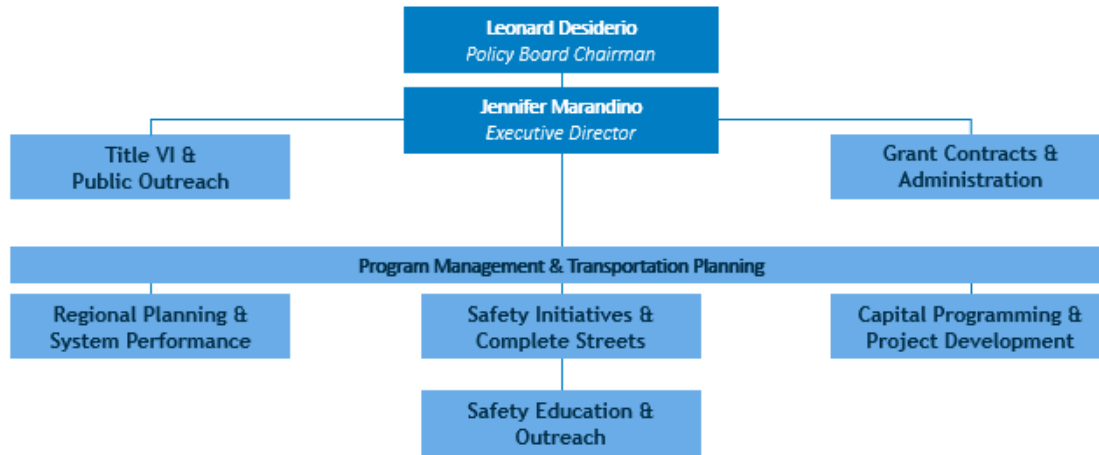 Leonard Desiderio
Policy Board Chairman
Jennifer Marandino
Executive Director
Title VI &
Public Outreach
Grant Contracts &
Administration
Program Management & Transportation Planning
Regional Planning &
System Performance
Safety Initiatives &
Complete Streets
Capital Programming &
Project Development
Safety Education &
Outreach